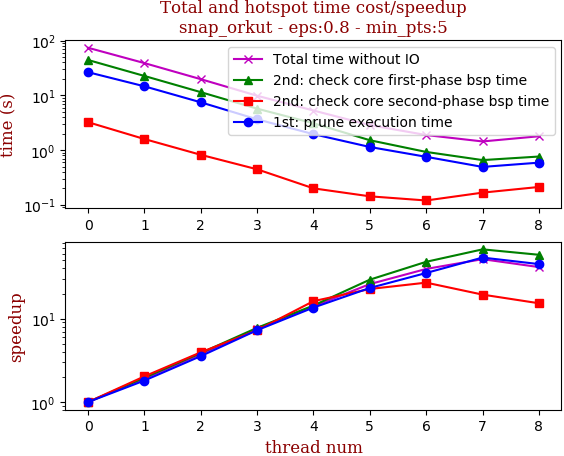 Total and hotspot time cost/speedup
snap_orkut - eps:0.8 - min_pts:5
time (s)
10²
10¹
10⁰
10⁻¹
Total time without IO
2nd: check core first-phase bsp time
2nd: check core second-phase bsp time
1st: prune execution time
0 1 2 3 4 5 6 7 8
speedup
10¹
10⁰
0 1 2 3 4 5 6 7 8
thread num